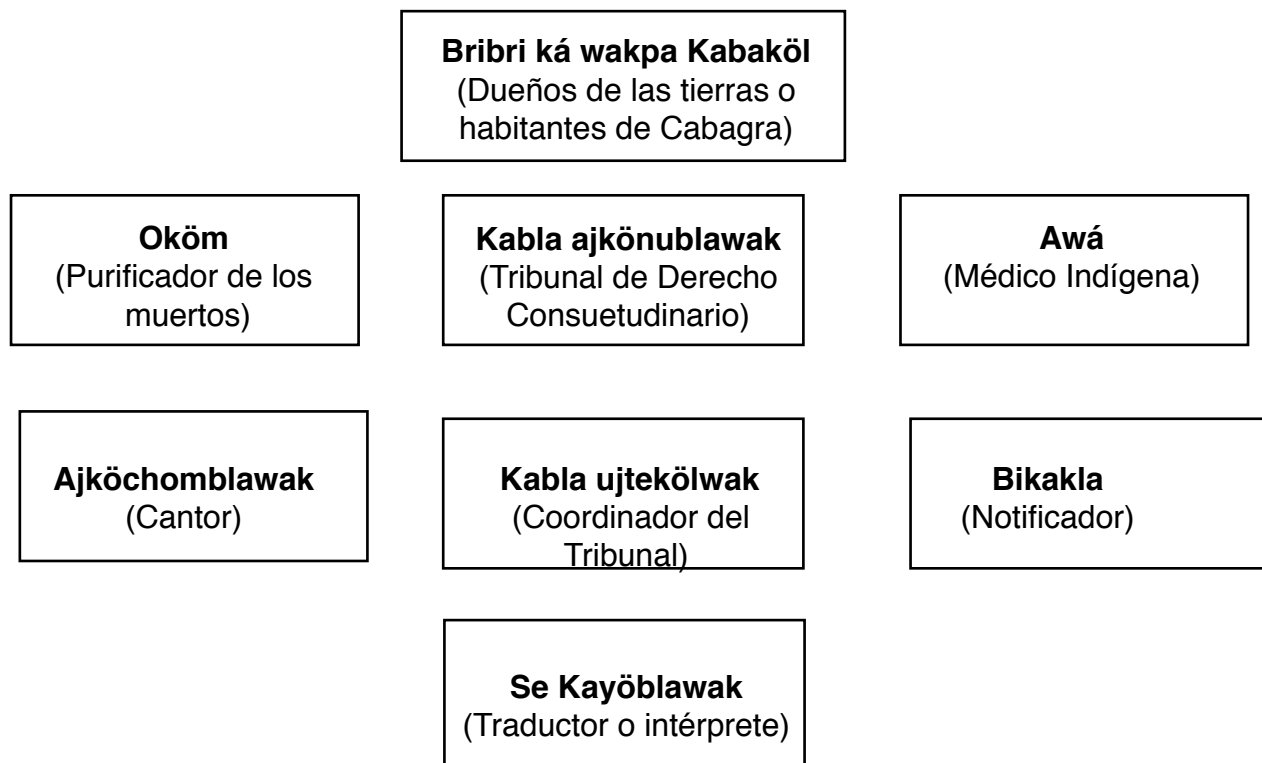 Bribri ká wakpa Kabaköl
(Dueños de las tierras o
habitantes de Cabagra)
Oköm
(Purificador de los
muertos)
Kabla ajkönublawak
(Tribunal de Derecho
Consuetudinario)
Awá
(Médico Indígena)
Ajköchomblawak
(Cantor)
Kabla ujtekölwak
(Coordinador del
Tribunal)
Bikakla
(Notificador)
Se Kayöblawak
(Traductor o intérprete)